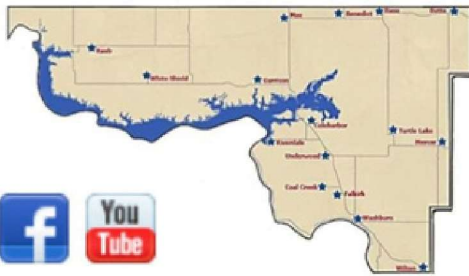 Max
Benedict
Ruso
Butte
Raub
White Shield
Garrison
Coleharbor
Turtle Lake
Mercer
Riverdale
Underwood
Coal Creek
Falkirk
Washburn
Wilton
f
You
Tube